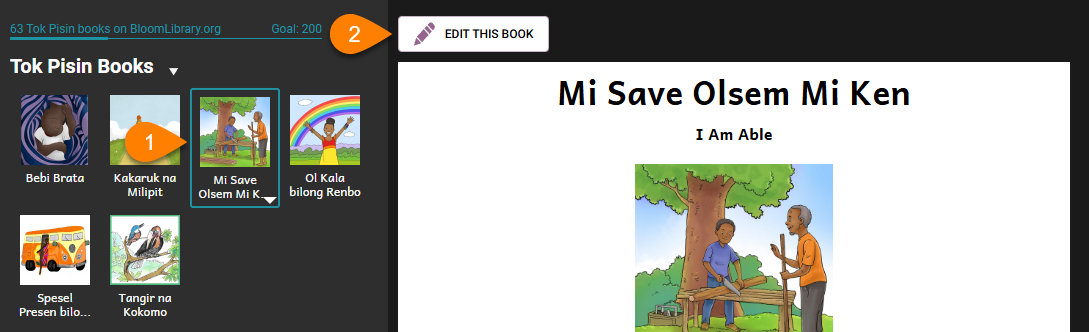 63 Tok Pisin books on BloomLibrary.org
Goal: 200
Tok Pisin Books
Bebi Brata
Kakaruk na
Milipit
1
Mi Save
Olsem Mi K...
Ol Kala
bilong Renbo
Spesel
Presen bilo...
Tangir na
Kokomo
2
EDIT THIS BOOK
Mi Save Olsem Mi Ken
I Am Able